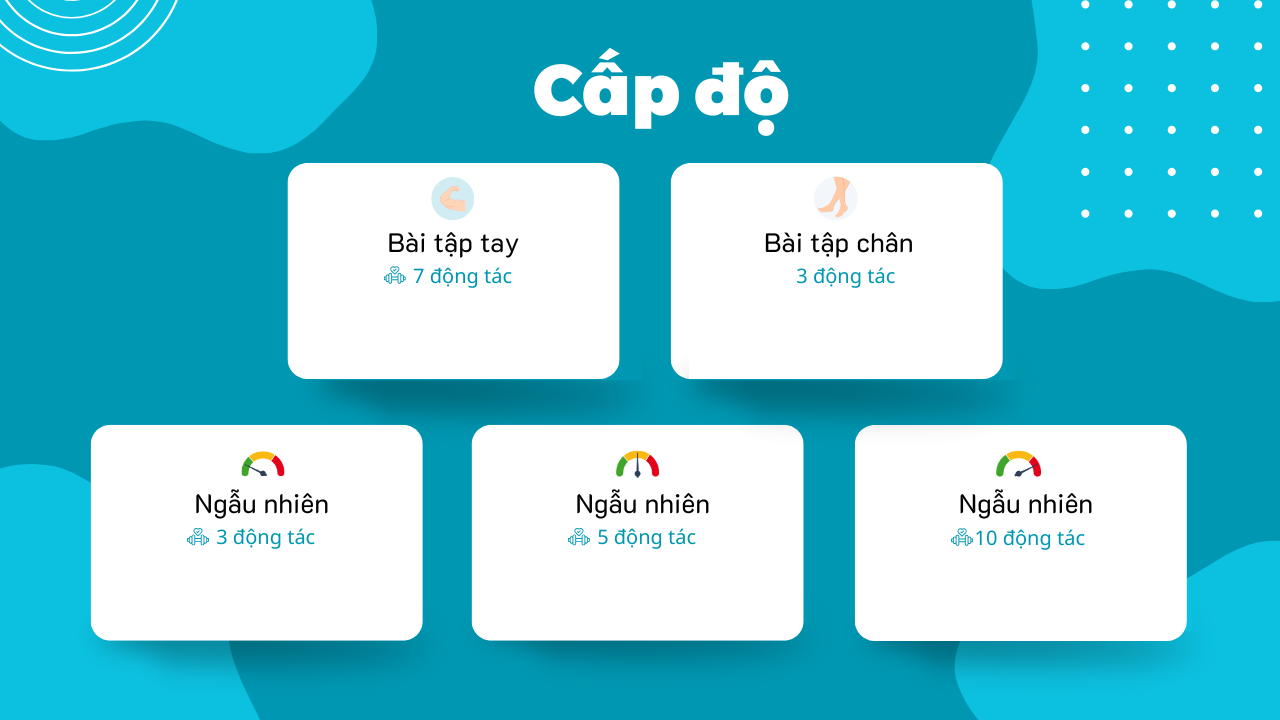 Cấp độ
Bài tập tay
7 động tác
Bài tập chân
3 động tác
Ngẫu nhiên
3 động tác
Ngẫu nhiên
5 động tác
Ngẫu nhiên
10 động tác